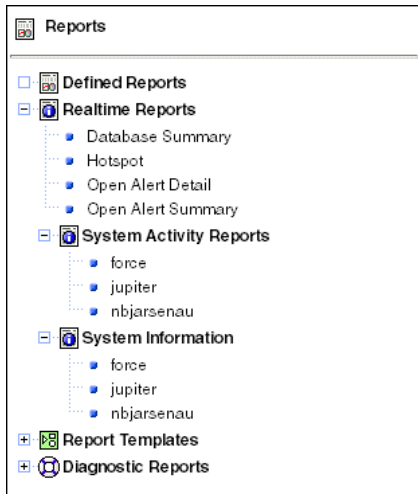 Reports
Defined Reports
Realtime Reports
Database Summary
Hotspot
Open Alert Detail
Open Alert Summary
System Activity Reports
force
jupiter
nbjarsenau
System Information
force
jupiter
nbjarsenau
Report Templates
Diagnostic Reports